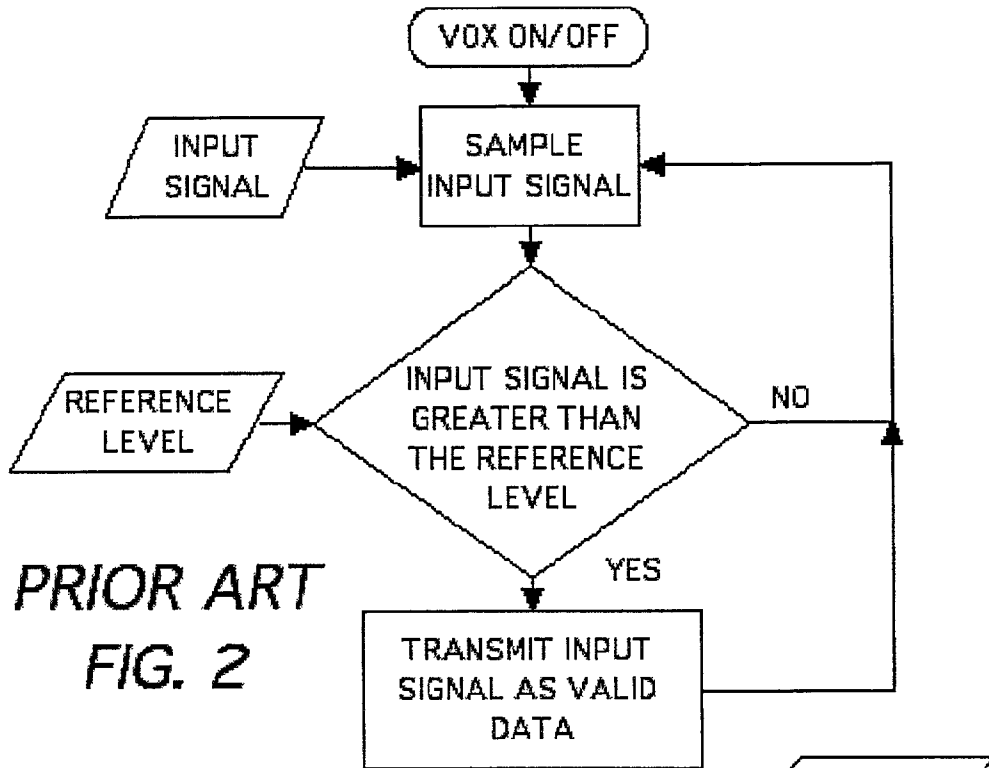 VOX ON/OFF
INPUT
SIGNAL
SAMPLE
INPUT SIGNAL
REFERENCE
LEVEL
INPUT SIGNAL IS
GREATER THAN
THE REFERENCE
LEVEL
NO
YES
TRANSMIT INPUT
SIGNAL AS VALID
DATA
PRIOR ART
FIG. 2